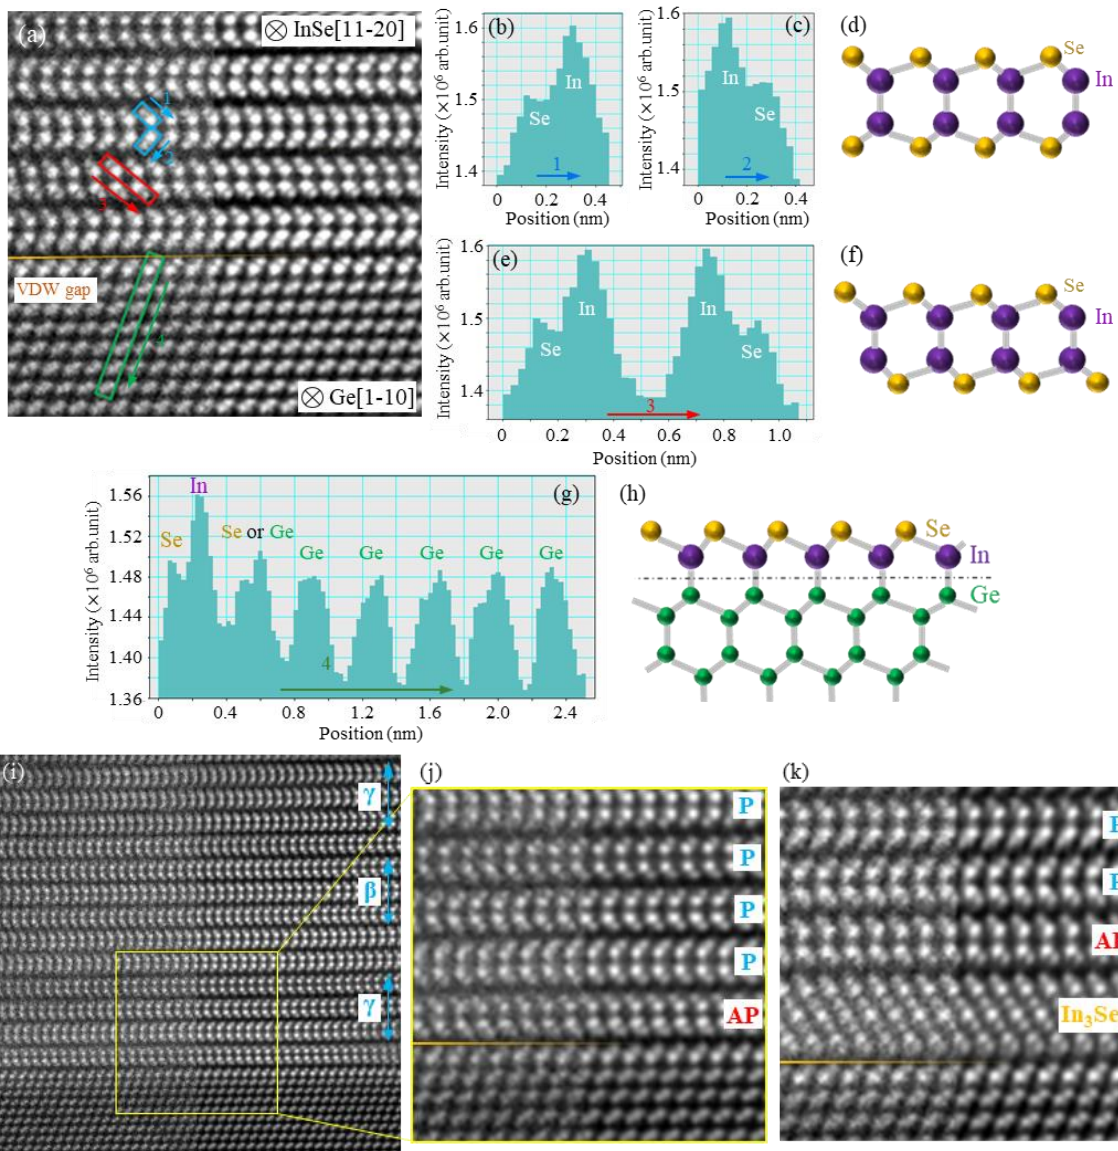 (a)
⊗ InSe[11-20]
1
2
3
VDW gap
4
⊗ Ge[1-10]
(b)
Intensity (×10⁶ arb.unit)
1.6
1.5
1.4
In
Se
1
0 0.2 0.4
Position (nm)
(c)
Intensity (×10⁶ arb.unit)
1.6
1.5
1.4
In
Se
2
0.0 0.2 0.4
Position (nm)
(d)
Se
In
(e)
Intensity (×10⁶ arb.unit)
1.6
1.5
1.4
In
In
Se
Se
3
0 0.2 0.4 0.6 0.8 1.0
Position (nm)
(f)
Se
In
(g)
Intensity (×10⁶ arb.unit)
1.56
1.52
1.48
1.44
1.40
1.36
In
Se
Se or Ge
Ge Ge Ge Ge Ge
4
0 0.4 0.8 1.2 1.6 2.0 2.4
Position (nm)
(h)
Se
In
Ge
(i)
γ
β
γ
(j)
P
P
P
P
AP
(k)
In₃Se